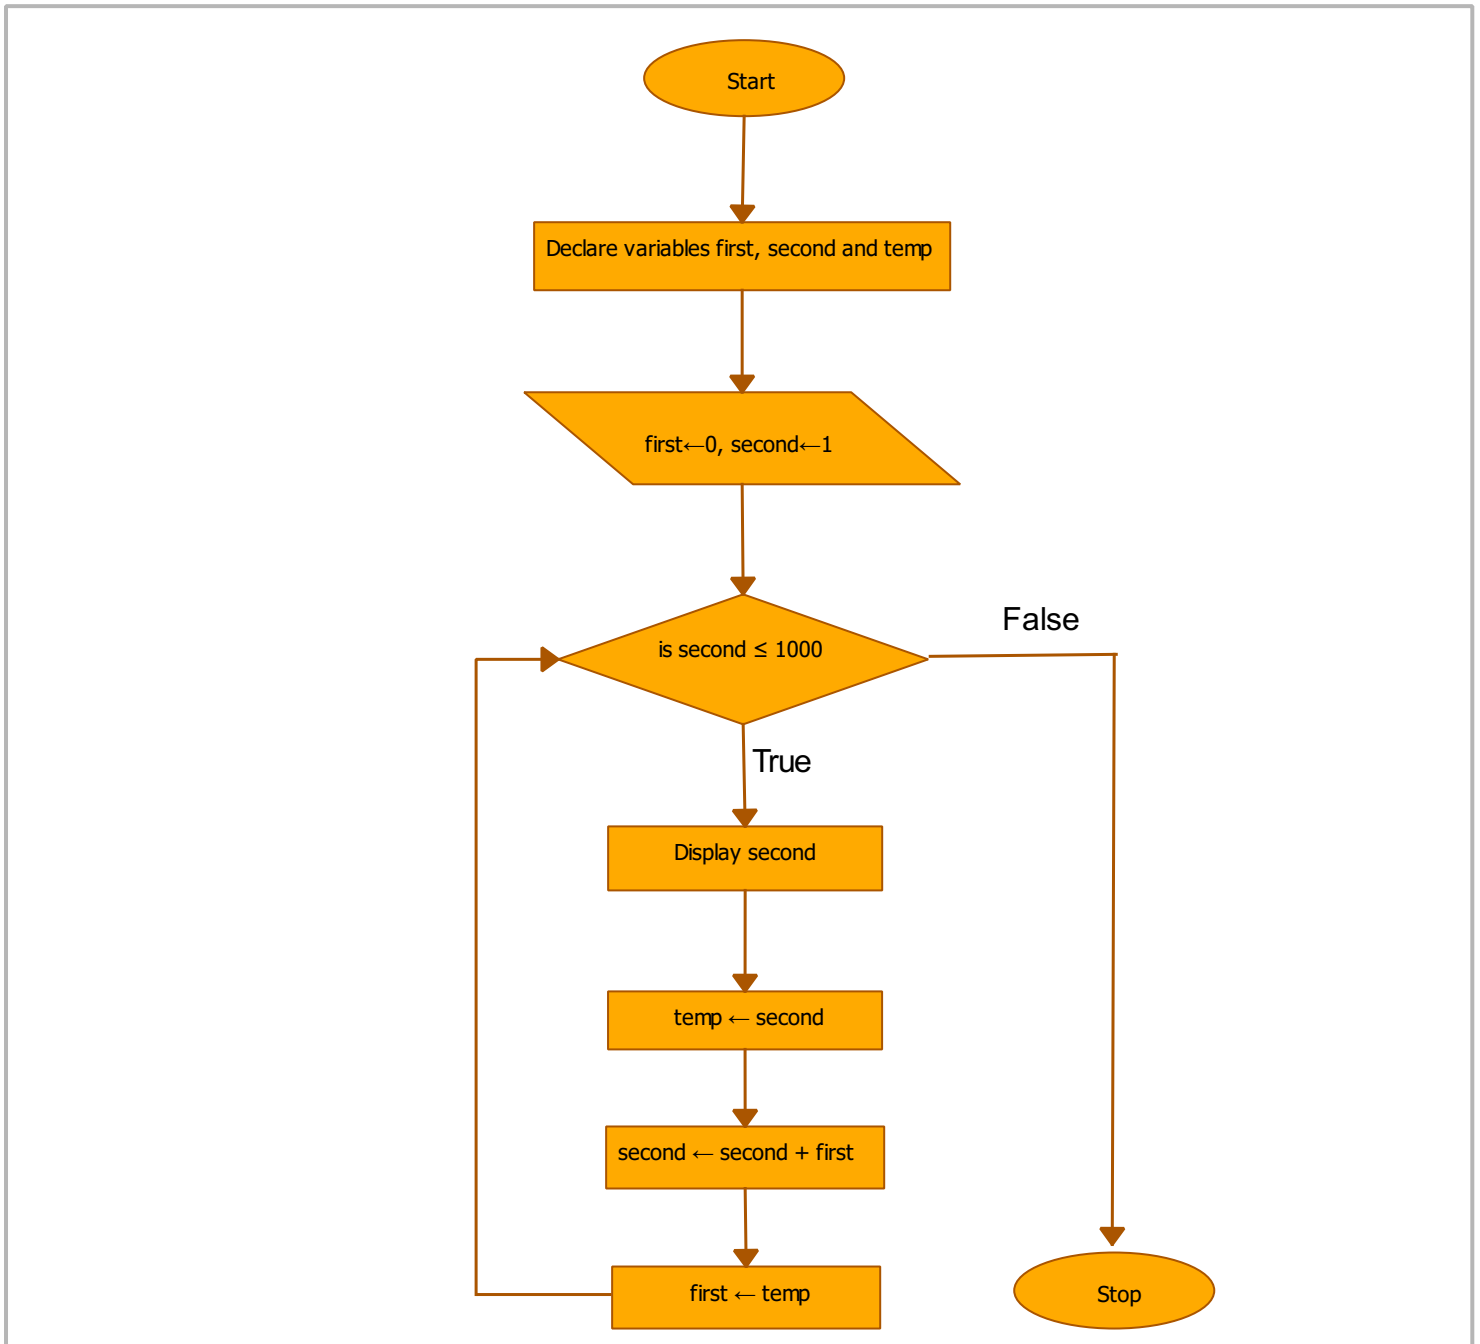 Start
Declare variables first, second and temp
first←0, second←1
is second ≤ 1000
False
True
Display second
temp ← second
second ← second + first
first ← temp
Stop